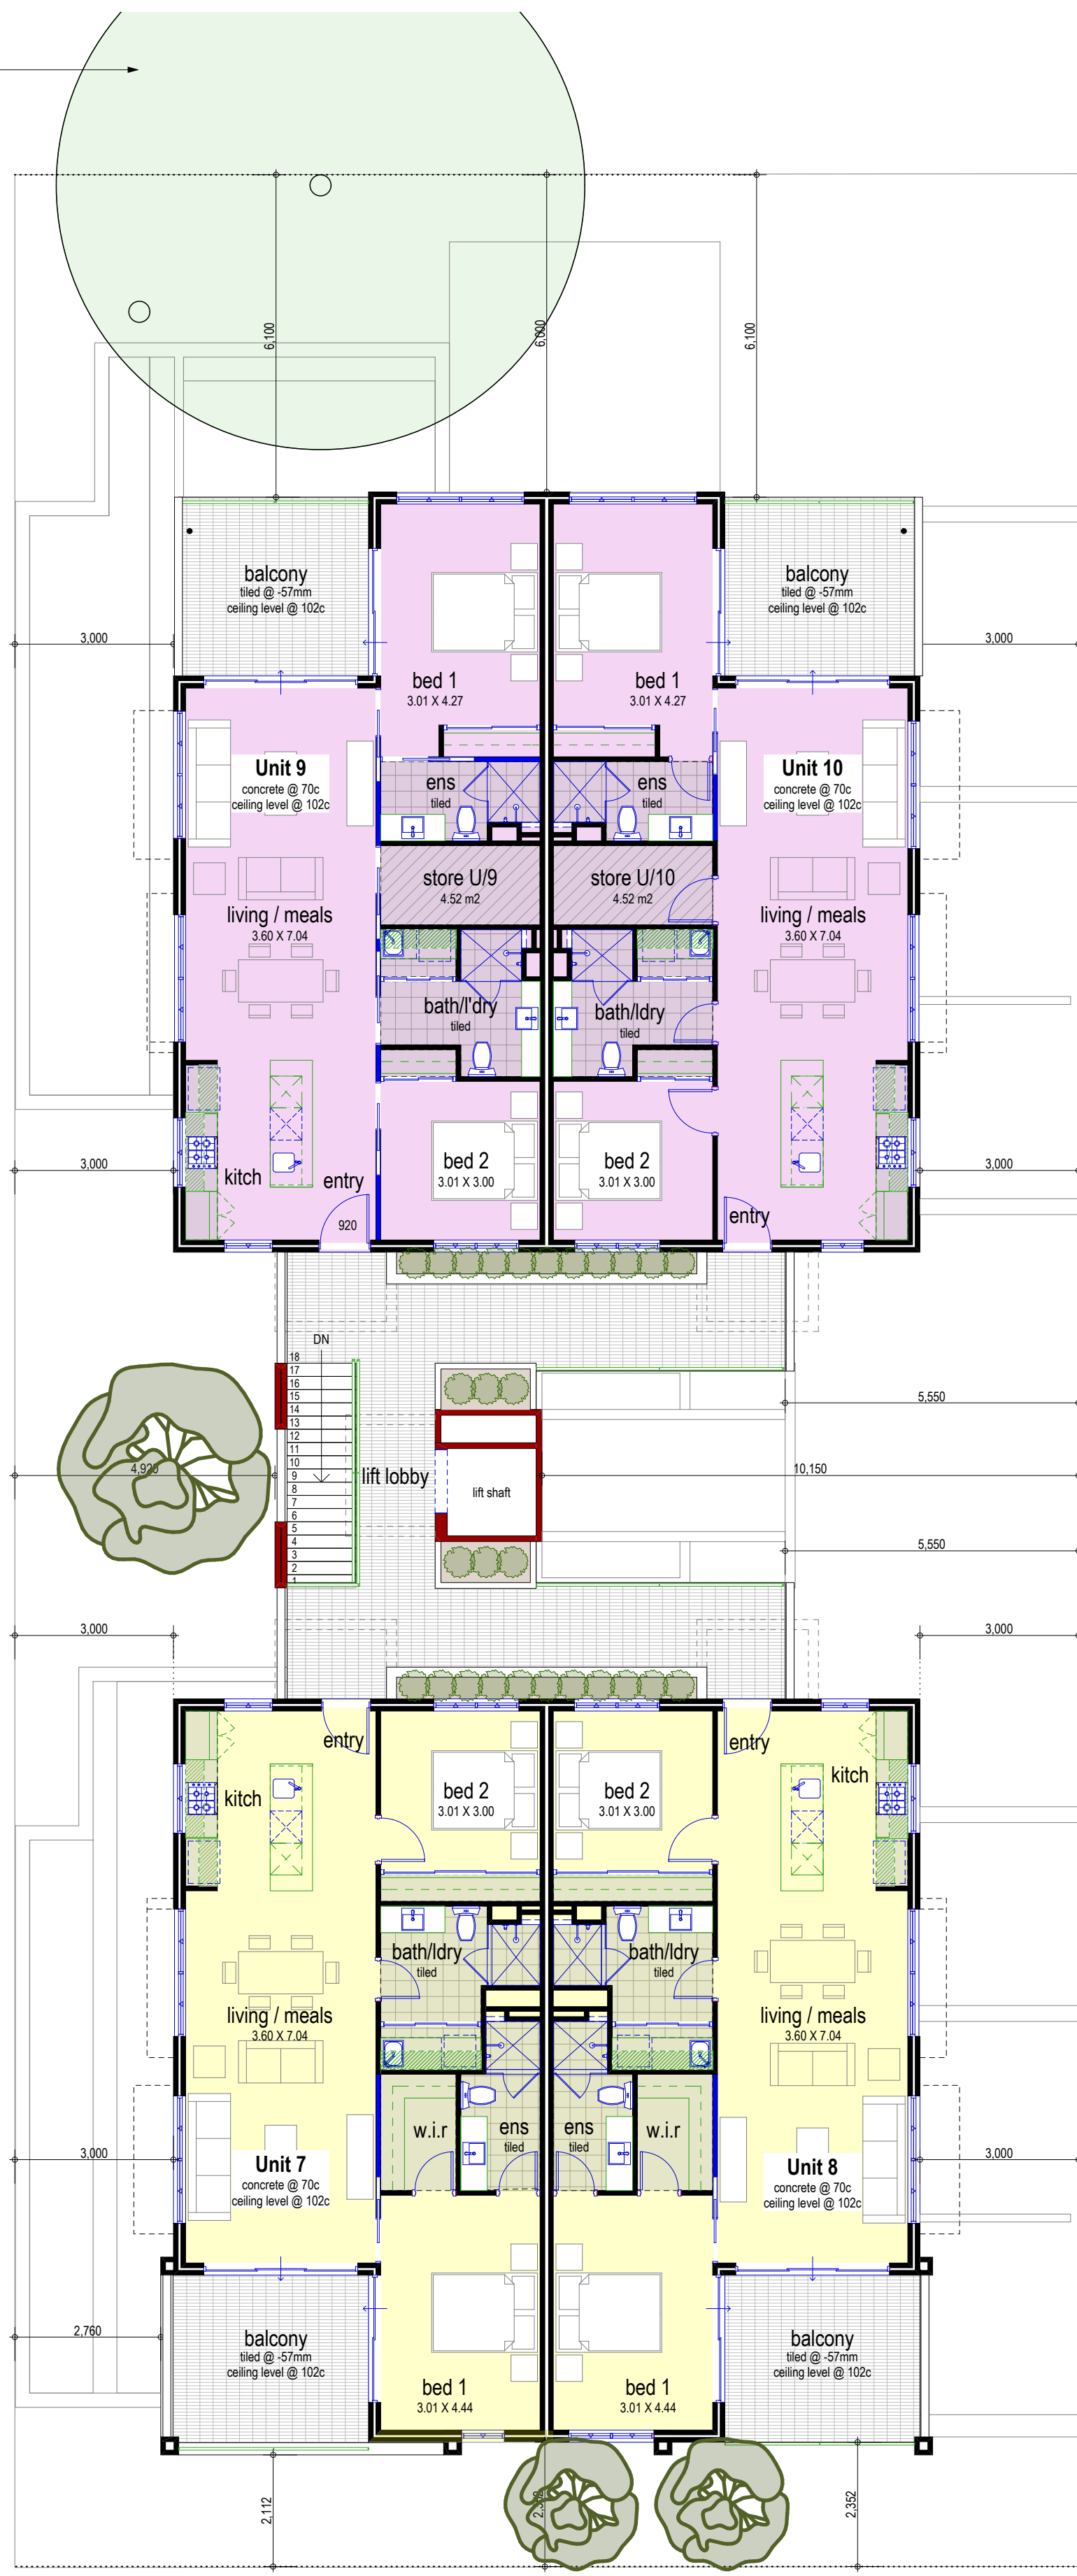 6,100
6,000
6,100
balcony
tiled @ -57mm
ceiling level @ 102c
balcony
tiled @ -57mm
ceiling level @ 102c
3,000
3,000
bed 1
3.01 X 4.27
bed 1
3.01 X 4.27
Unit 9
concrete @ 70c
ceiling level @ 102c
ens
tiled
ens
tiled
Unit 10
concrete @ 70c
ceiling level @ 102c
store U/9
4.52 m2
store U/10
4.52 m2
living / meals
3.60 X 7.04
living / meals
3.60 X 7.04
bath/l'dry
tiled
bath/ldry
tiled
3,000
kitch
entry
920
bed 2
3.01 X 3.00
bed 2
3.01 X 3.00
entry
3,000
DN
18
17
16
15
14
13
12
11
10
9
8
7
6
5
4
3
2
1
4,920
lift lobby
lift shaft
5,550
10,150
5,550
3,000
3,000
entry
kitch
bed 2
3.01 X 3.00
bed 2
3.01 X 3.00
entry
kitch
bath/ldry
tiled
bath/ldry
tiled
living / meals
3.60 X 7.04
living / meals
3.60 X 7.04
w.i.r
ens
tiled
ens
tiled
w.i.r
3,000
Unit 7
concrete @ 70c
ceiling level @ 102c
Unit 8
concrete @ 70c
ceiling level @ 102c
3,000
2,760
balcony
tiled @ -57mm
ceiling level @ 102c
bed 1
3.01 X 4.44
bed 1
3.01 X 4.44
balcony
tiled @ -57mm
ceiling level @ 102c
2,112
2,352